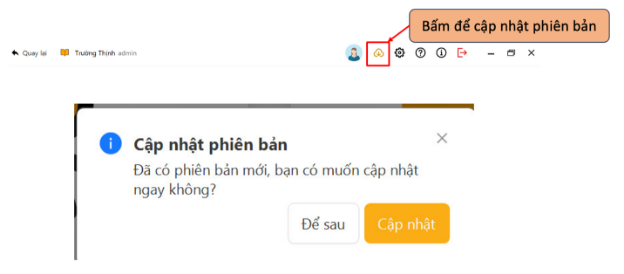 Bấm để cập nhật phiên bản
Quay lại Trường Thịnh admin
Cập nhật phiên bản
Đã có phiên bản mới, bạn có muốn cập nhật
ngay không?
Để sau Cập nhật